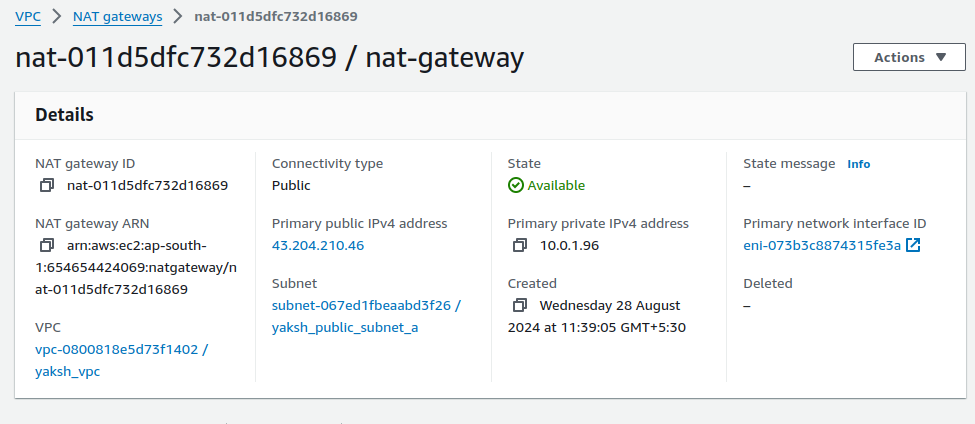 VPC > NAT gateways > nat-011d5dfc732d16869
nat-011d5dfc732d16869 / nat-gateway
Actions ▼
Details
NAT gateway ID
nat-011d5dfc732d16869
NAT gateway ARN
arn:aws:ec2:ap-south-
1:654654424069:natgateway/n
at-011d5dfc732d16869
VPC
vpc-0800818e5d73f1402 /
yaksh_vpc
Connectivity type
Public
Primary public IPv4 address
43.204.210.46
Subnet
subnet-067ed1fbeaabd3f26 /
yaksh_public_subnet_a
State
Available
Primary private IPv4 address
10.0.1.96
Created
Wednesday 28 August
2024 at 11:39:05 GMT+5:30
State message Info
–
Primary network interface ID
eni-073b3c8874315fe3a
Deleted
–